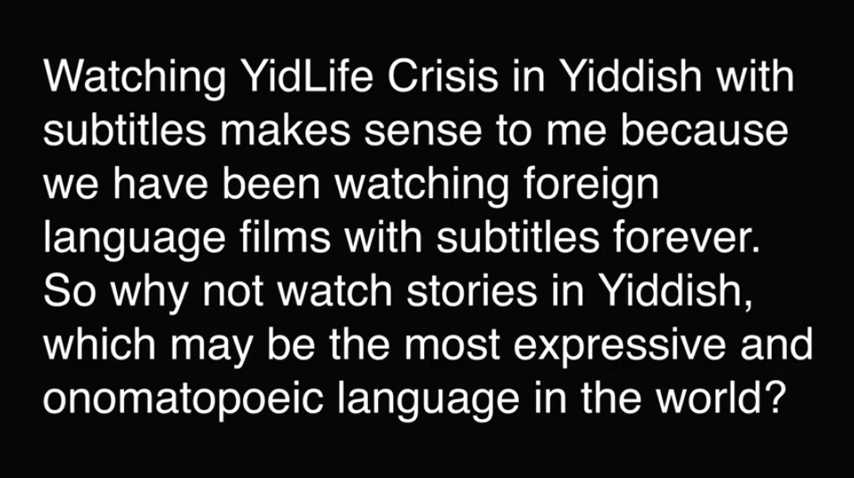 Watching YidLife Crisis in Yiddish with
subtitles makes sense to me because
we have been watching foreign
language films with subtitles forever.
So why not watch stories in Yiddish,
which may be the most expressive and
onomatopoeic language in the world?